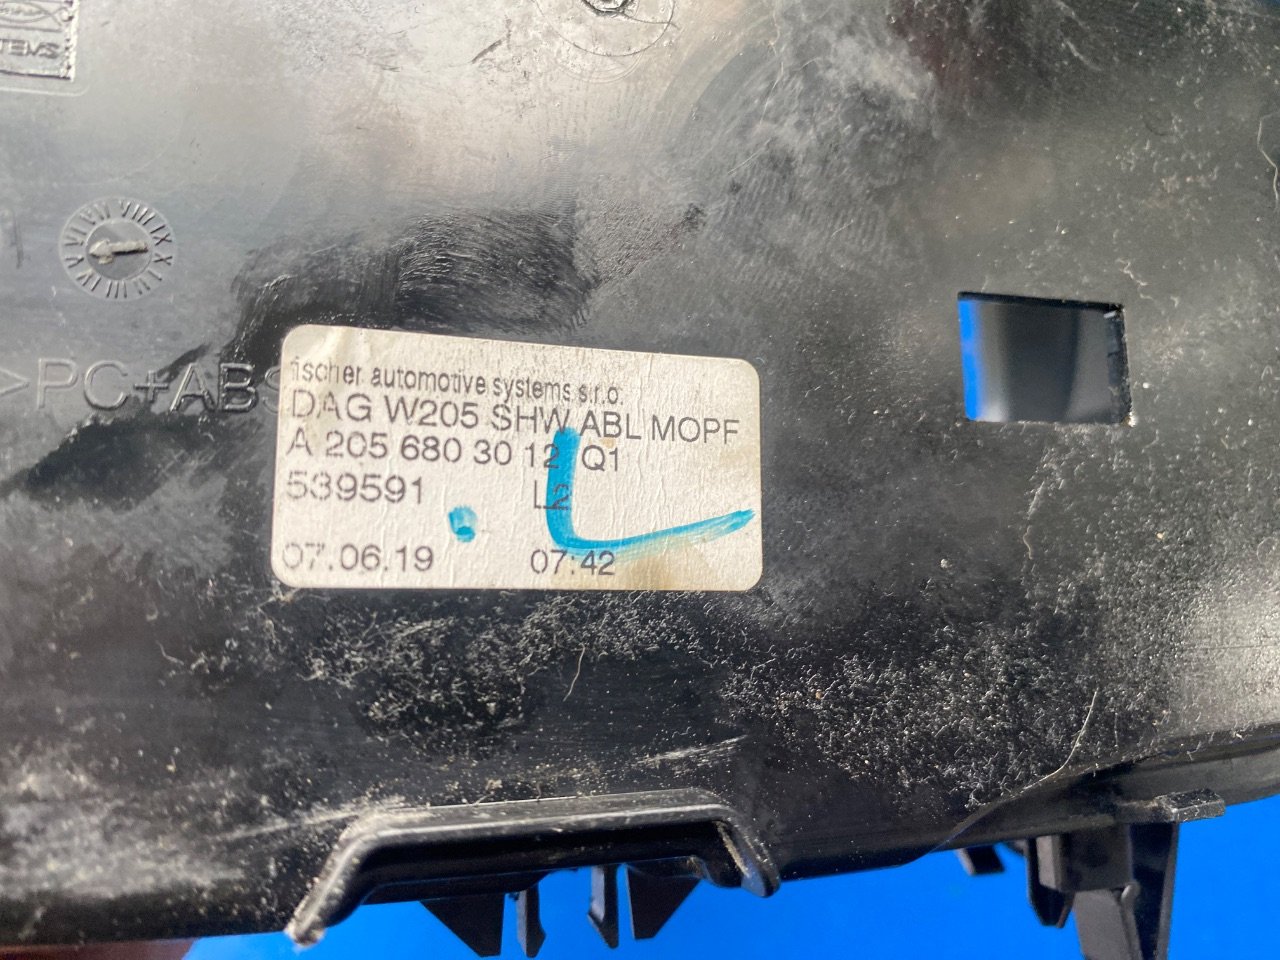 TEMS
>PC+ABS
fischer automotive systems s.r.o.
DAG W205 SHW ABL MOPF
A 205 680 30 12 Q1
539591 L2
07.06.19 07:42